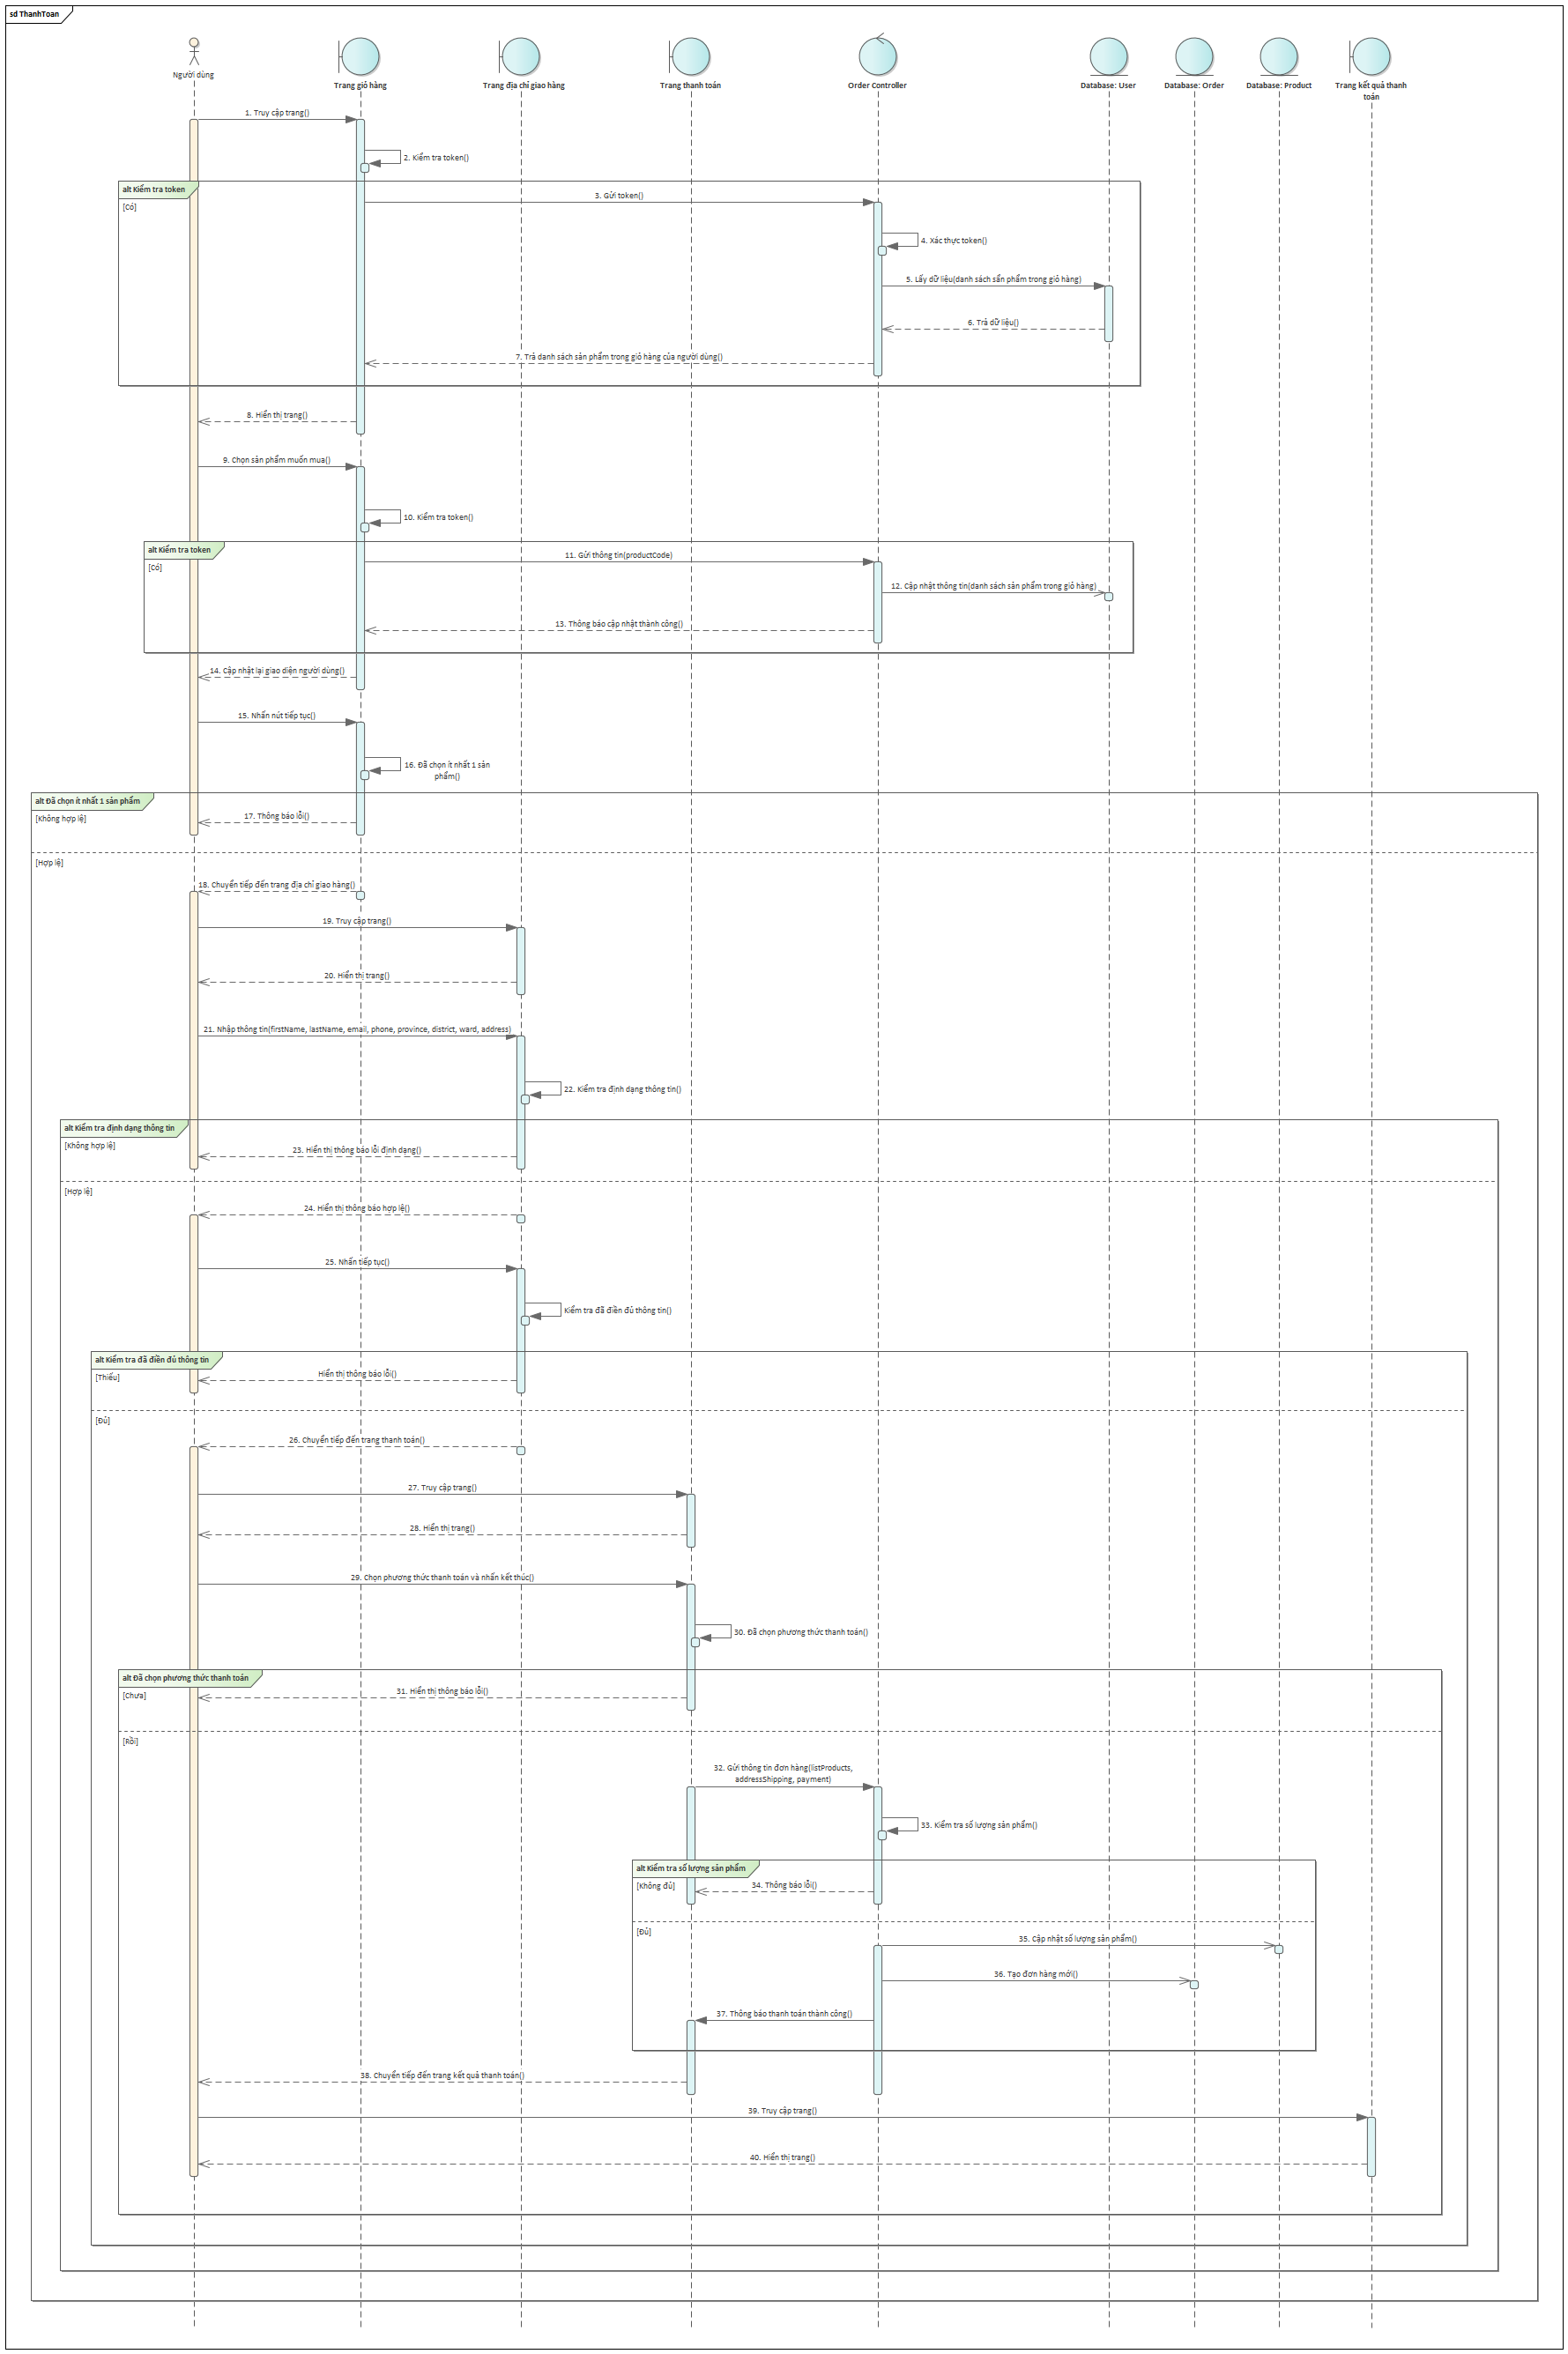 sd ThanhToan
Người dùng
Trang giỏ hàng
Trang địa chỉ giao hàng
Trang thanh toán
Order Controller
Database: User
Database: Order
Database: Product
Trang kết quả thanh
toán
1. Truy cập trang()
2. Kiểm tra token()
alt Kiểm tra token
[Có]
3. Gửi token()
4. Xác thực token()
5. Lấy dữ liệu(danh sách sẩn phẩm trong giỏ hàng)
6. Trả dữ liệu()
7. Trả danh sách sản phẩm trong giỏ hàng của người dùng()
8. Hiển thị trang()
9. Chọn sản phẩm muốn mua()
10. Kiểm tra token()
alt Kiểm tra token
[Có]
11. Gửi thông tin(productCode)
12. Cập nhật thông tin(danh sách sản phẩm trong giỏ hàng)
13. Thông báo cập nhật thành công()
14. Cập nhật lại giao diện người dùng()
15. Nhấn nút tiếp tục()
16. Đã chọn ít nhất 1 sản
phẩm()
alt Đã chọn ít nhất 1 sản phẩm
[Không hợp lệ]
17. Thông báo lỗi()
[Hợp lệ]
18. Chuyển tiếp đến trang địa chỉ giao hàng()
19. Truy cập trang()
20. Hiển thị trang()
21. Nhập thông tin(firstName, lastName, email, phone, province, district, ward, address)
22. Kiểm tra định dạng thông tin()
alt Kiểm tra định dạng thông tin
[Không hợp lệ]
23. Hiển thị thông báo lỗi định dạng()
[Hợp lệ]
24. Hiển thị thông báo hợp lệ()
25. Nhấn tiếp tục()
Kiểm tra đã điền đủ thông tin()
alt Kiểm tra đã điền đủ thông tin
[Thiếu]
Hiển thị thông báo lỗi()
[Đủ]
26. Chuyển tiếp đến trang thanh toán()
27. Truy cập trang()
28. Hiển thị trang()
29. Chọn phương thức thanh toán và nhấn kết thúc()
30. Đã chọn phương thức thanh toán()
alt Đã chọn phương thức thanh toán
[Chưa]
31. Hiển thị thông báo lỗi()
[Rồi]
32. Gửi thông tin đơn hàng(listProducts,
addressShipping, payment)
33. Kiểm tra số lượng sản phẩm()
alt Kiểm tra số lượng sản phẩm
[Không đủ]
34. Thông báo lỗi()
[Đủ]
35. Cập nhật số lượng sản phẩm()
36. Tạo đơn hàng mới()
37. Thông báo thanh toán thành công()
38. Chuyển tiếp đến trang kết quả thanh toán()
39. Truy cập trang()
40. Hiển thị trang()